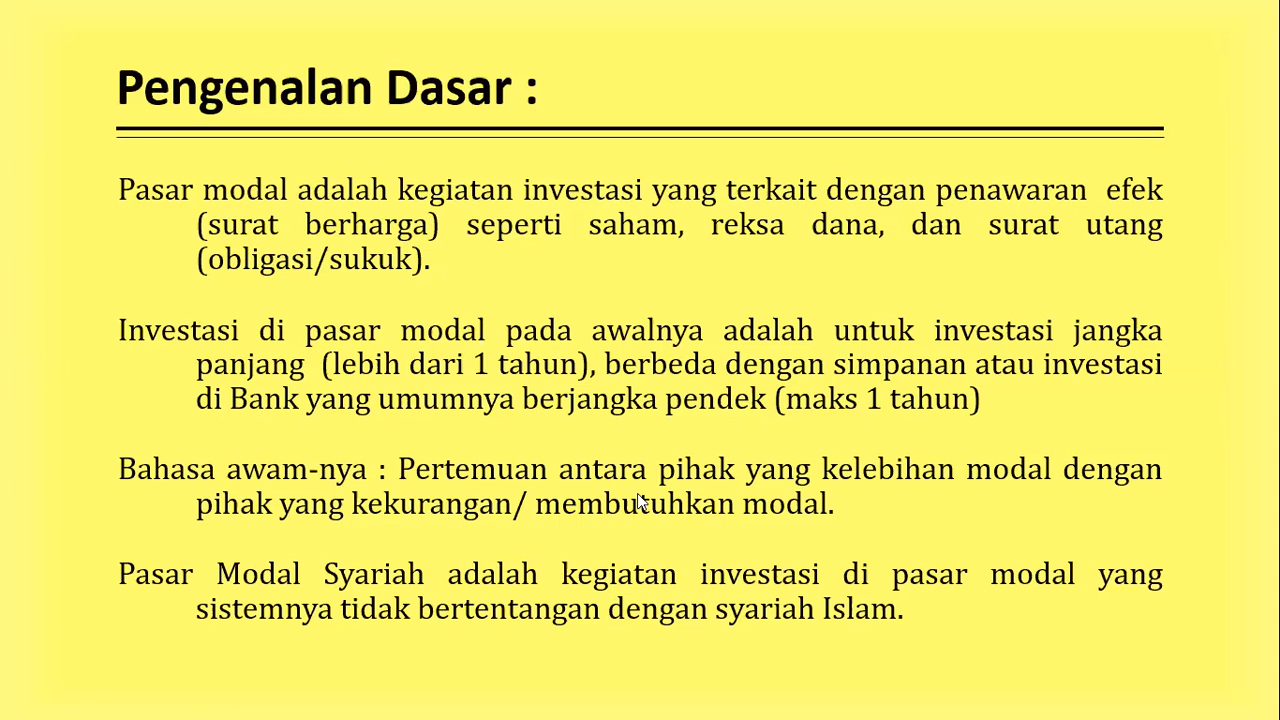 Pengenalan Dasar :
Pasar modal adalah kegiatan investasi yang terkait dengan penawaran efek
(surat berharga) seperti saham, reksa dana, dan surat utang
(obligasi/sukuk).
Investasi di pasar modal pada awalnya adalah untuk investasi jangka
panjang (lebih dari 1 tahun), berbeda dengan simpanan atau investasi
di Bank yang umumnya berjangka pendek (maks 1 tahun)
Bahasa awam-nya : Pertemuan antara pihak yang kelebihan modal dengan
pihak yang kekurangan/ membutuhkan modal.
Pasar Modal Syariah adalah kegiatan investasi di pasar modal yang
sistemnya tidak bertentangan dengan syariah Islam.